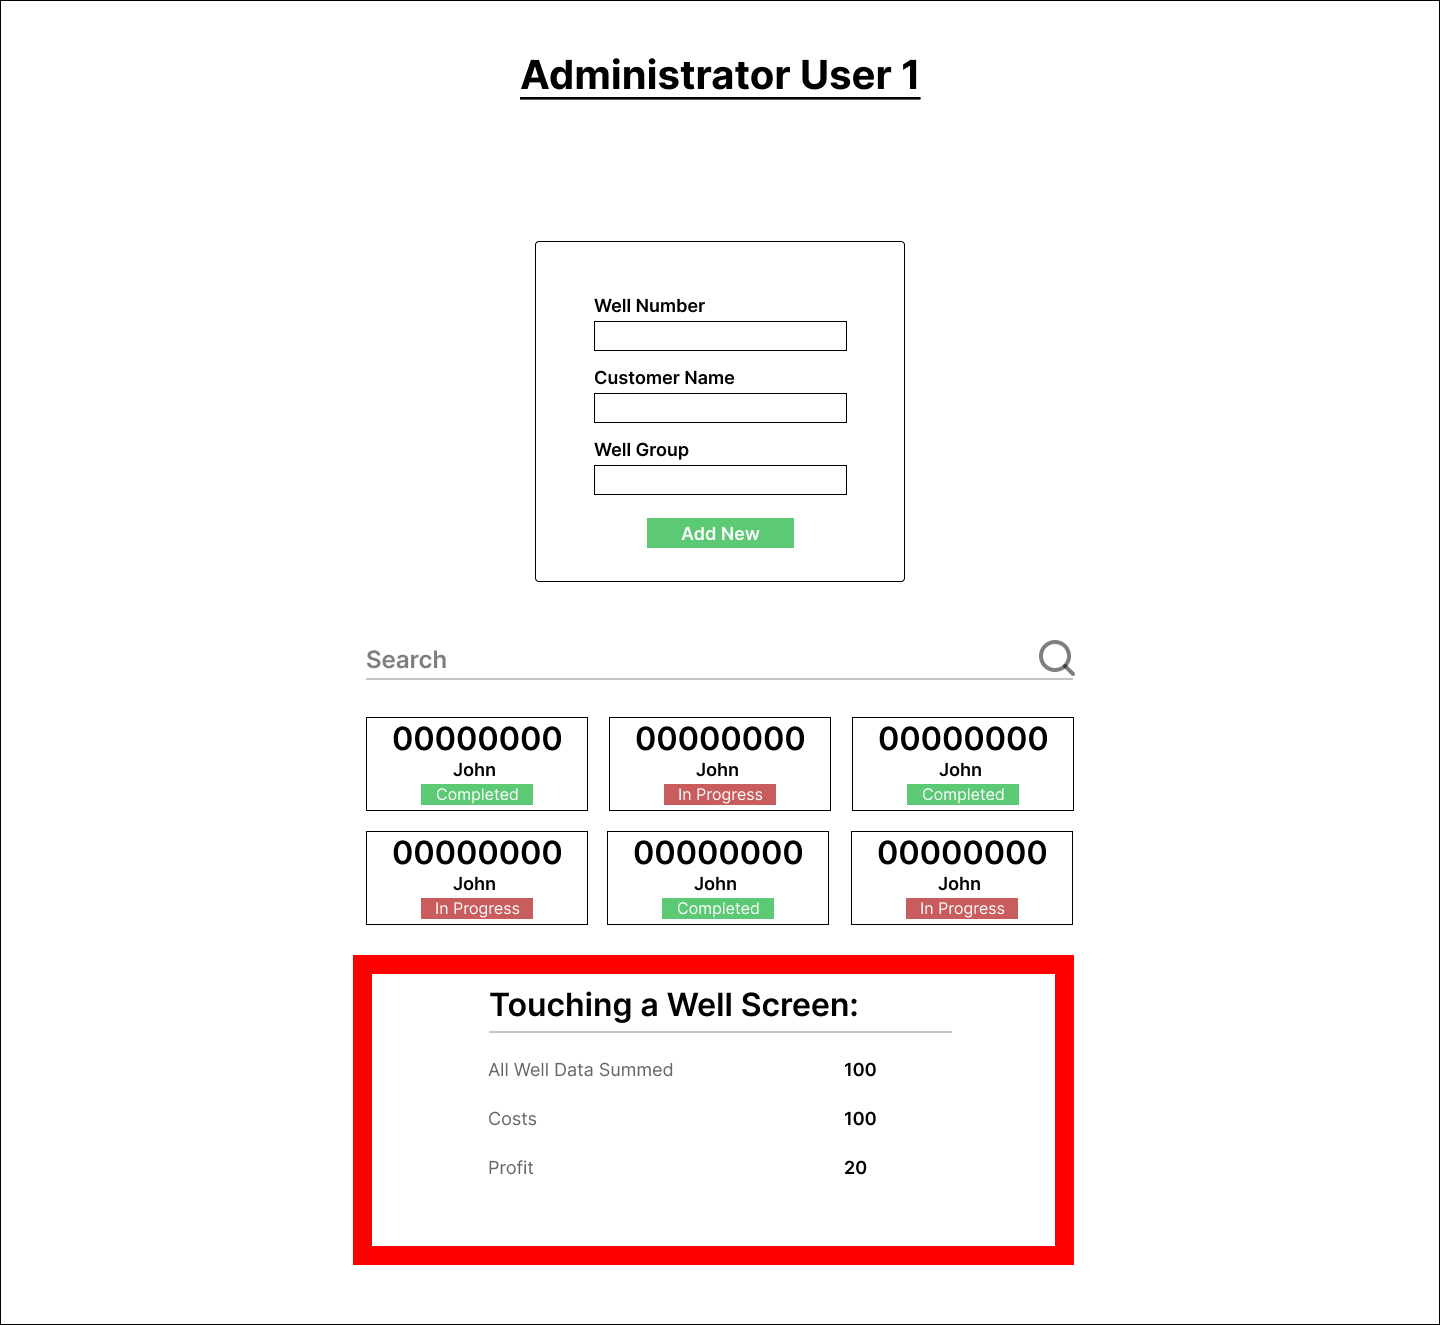 Administrator User 1
Well Number
Customer Name
Well Group
Add New
Search
00000000
John
Completed
00000000
John
In Progress
00000000
John
Completed
00000000
John
In Progress
00000000
John
Completed
00000000
John
In Progress
Touching a Well Screen:
All Well Data Summed 100
Costs 100
Profit 20